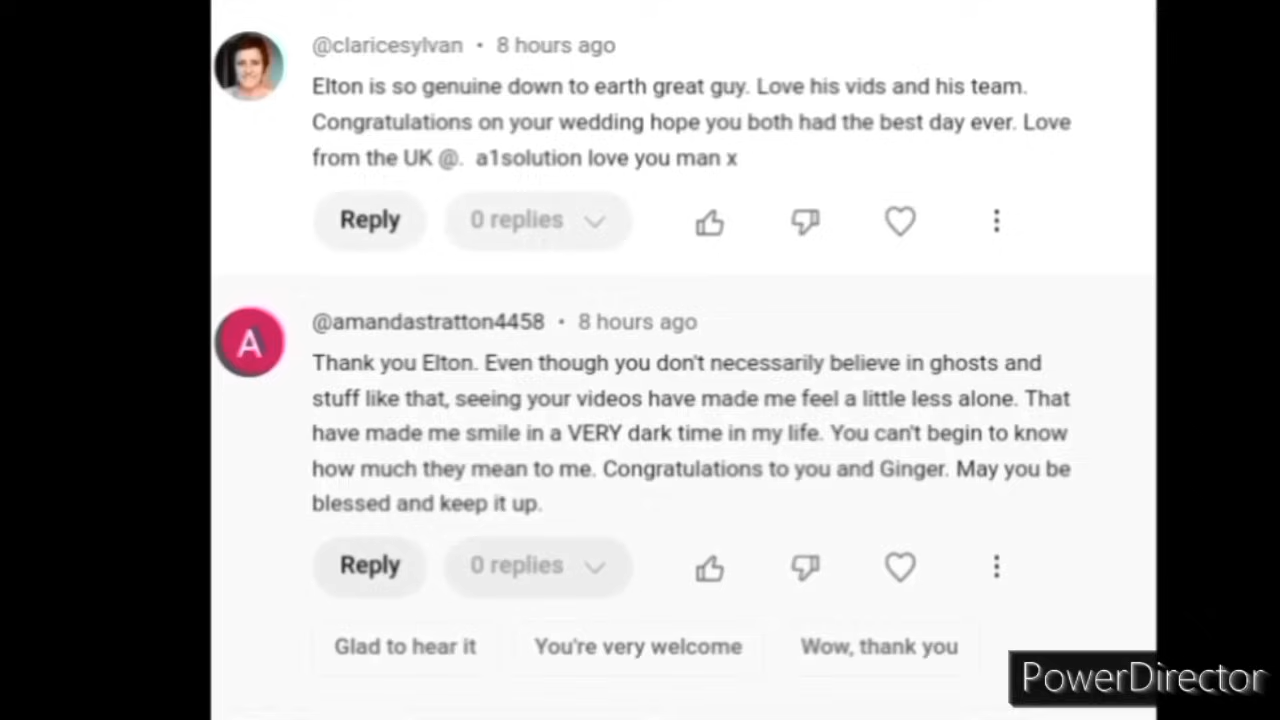 @claricesylvan • 8 hours ago
Elton is so genuine down to earth great guy. Love his vids and his team.
Congratulations on your wedding hope you both had the best day ever. Love
from the UK @.  a1solution love you man x
Reply 0 replies
@amandastratton4458 • 8 hours ago
A
Thank you Elton. Even though you don't necessarily believe in ghosts and
stuff like that, seeing your videos have made me feel a little less alone. That
have made me smile in a VERY dark time in my life. You can't begin to know
how much they mean to me. Congratulations to you and Ginger. May you be
blessed and keep it up.
Reply 0 replies
Glad to hear it You're very welcome Wow, thank you
PowerDirector